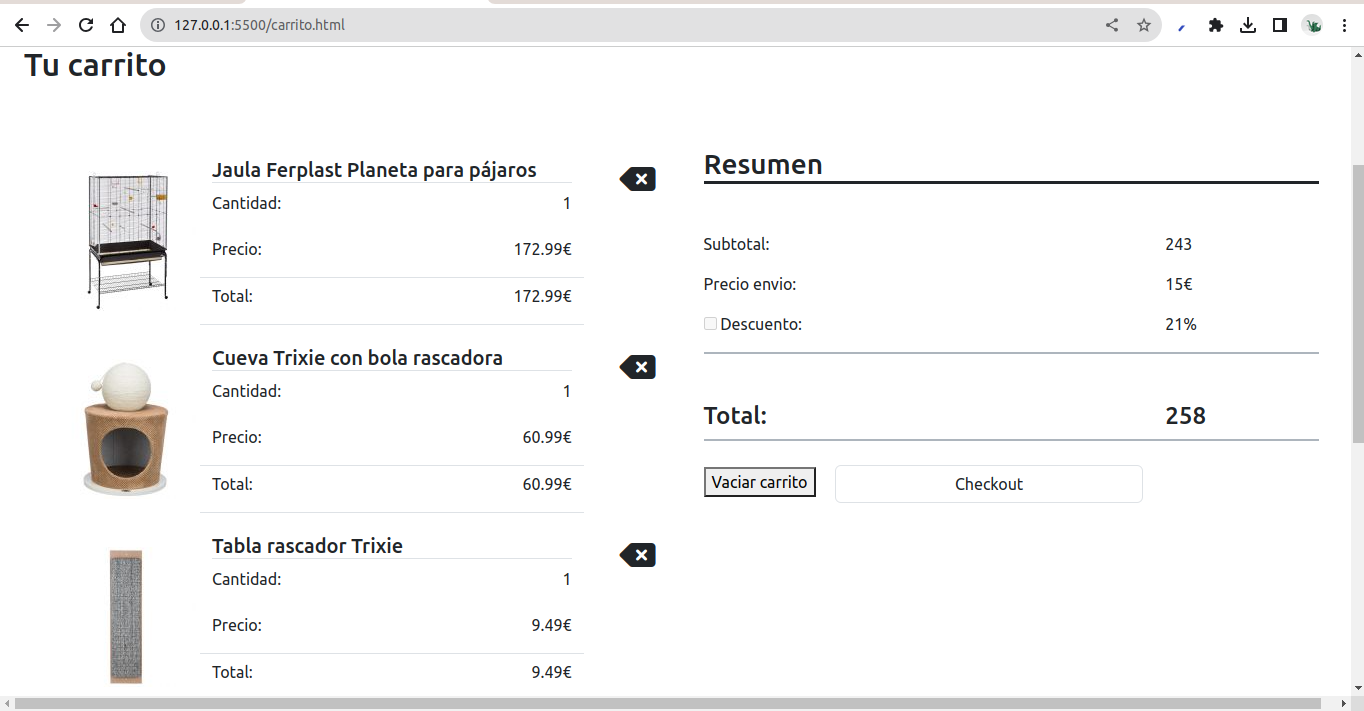 127.0.0.1:5500/carrito.html
Tu carrito
Jaula Ferplast Planeta para pájaros
Cantidad: 1
Precio: 172.99€
Total: 172.99€
Cueva Trixie con bola rascadora
Cantidad: 1
Precio: 60.99€
Total: 60.99€
Tabla rascador Trixie
Cantidad: 1
Precio: 9.49€
Total: 9.49€
Resumen
Subtotal: 243
Precio envio: 15€
Descuento: 21%
Total: 258
Vaciar carrito
Checkout